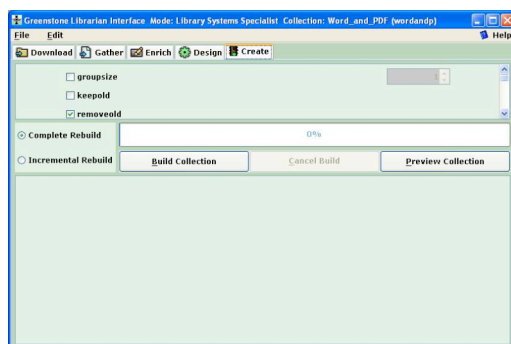 Greenstone Librarian Interface Mode: Library Systems Specialist Collection: Word_and_PDF (wordandp)
File Edit Help
Download Gather Enrich Design Create
groupsize 1
keepold
removeold
Complete Rebuild 0%
Incremental Rebuild Build Collection Cancel Build Preview Collection